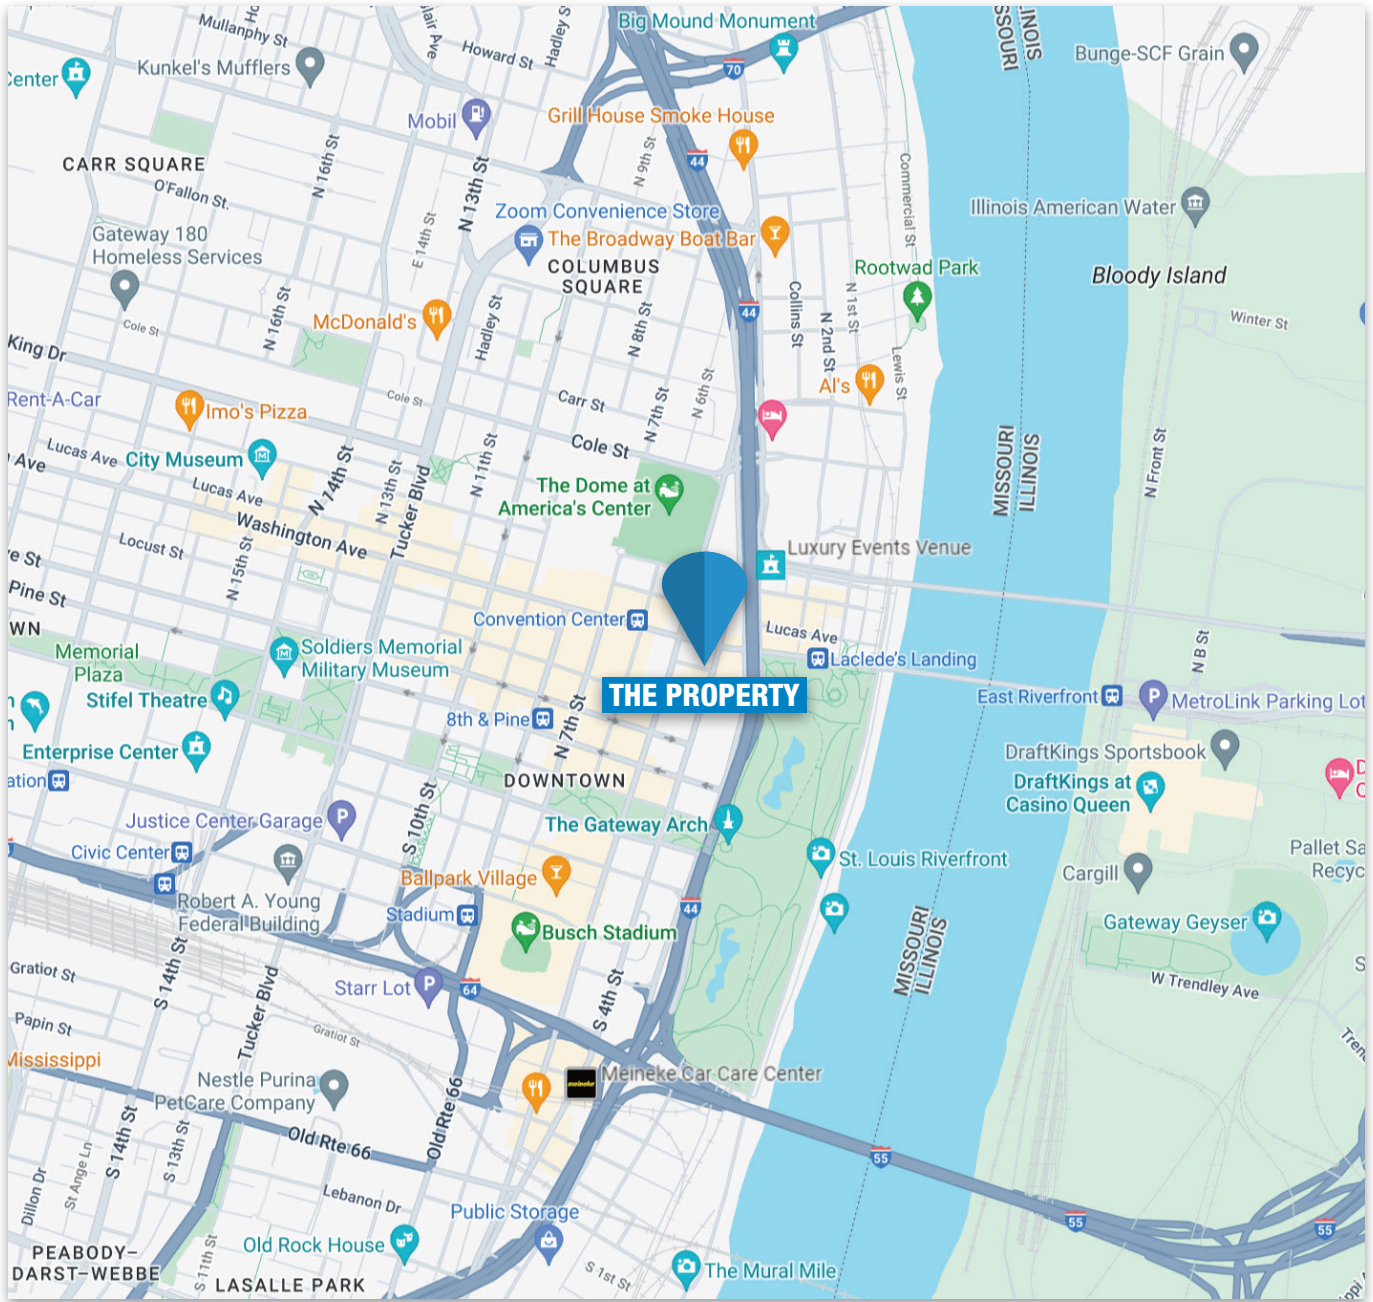 Mullanphy St
Howard St
Hadley S
Big Mound Monument
70
MISSOURI
ILLINOIS
Bunge-SCF Grain
Center
Kunkel's Mufflers
Mobil
Grill House Smoke House
44
CARR SQUARE
O'Fallon St.
N 16th St
N 13th St
N 9th St
Commercial St
Zoom Convenience Store
The Broadway Boat Bar
Illinois American Water
Gateway 180
Homeless Services
E 14th St
COLUMBUS
SQUARE
Rootwad Park
Bloody Island
Cole St
N 16th St
McDonald's
Hadley St
N 8th St
44
Collins St
N 2nd St
N 1st St
Winter St
King Dr
Lewis St
Rent-A-Car
Imo's Pizza
Cole St
Carr St
N 7th St
N 6th St
Al's
Lucas Ave
City Museum
Cole St
Ave
Lucas Ave
N 14th St
N 13th St
Tucker Blvd
N 11th St
The Dome at
America's Center
MISSOURI
ILLINOIS
N Front St
Washington Ave
Locust St
N 15th St
Luxury Events Venue
ve St
Pine St
Convention Center
Lucas Ave
WN
Memorial
Plaza
Soldiers Memorial
Military Museum
Laclede's Landing
N B St
Stifel Theatre
THE PROPERTY
East Riverfront
MetroLink Parking Lot
8th & Pine
N 7th St
Enterprise Center
DraftKings Sportsbook
ation
DOWNTOWN
DraftKings at
Casino Queen
S 10th St
Justice Center Garage
The Gateway Arch
Civic Center
St. Louis Riverfront
Pallet Sa
Recyc
Ballpark Village
Cargill
Robert A. Young
Federal Building
Stadium
44
Busch Stadium
MISSOURI
ILLINOIS
Gateway Geyser
Gratiot St
S 14th St
Starr Lot
64
S 4th St
W Trendley Ave
Papin St
Tucker Blvd
Gratiot St
Tren
Mississippi
Nestle Purina
PetCare Company
meineke
Meineke Car Care Center
S 14th St
S 13th St
Old Rte 66
Old Rte 66
55
Dillon Dr
St Ange Ln
Lebanon Dr
Public Storage
55
55
PEABODY-
DARST-WEBBE
S 11th St
Old Rock House
LASALLE PARK
S 1st St
The Mural Mile